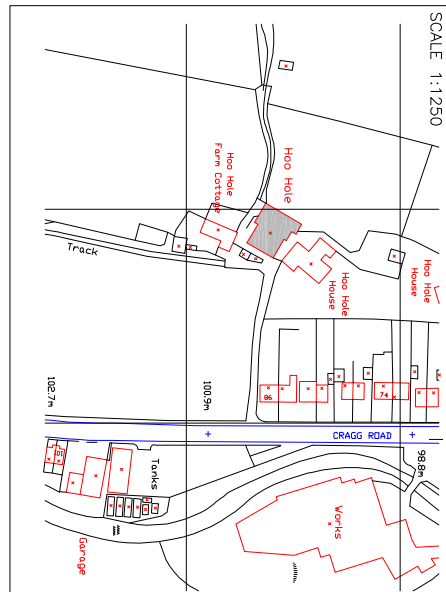 SCALE 1:1250
Hoo Hole
House
Hoo Hole
House
Hoo Hole
Hoo Hole
Farm Cottage
Track
74
86
98.8m
CRAGG ROAD
100.9m
102.7m
101
Tanks
Works
Garage